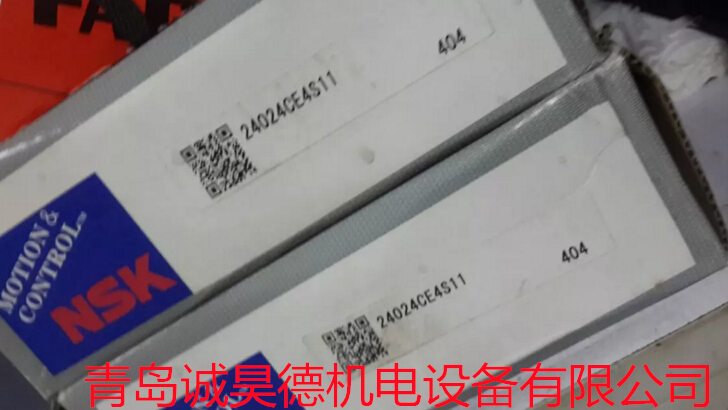 24024CE4S11
404
MOTION &
CONTROL™
NSK
24024CE4S11
404
青岛诚昊德机电设备有限公司